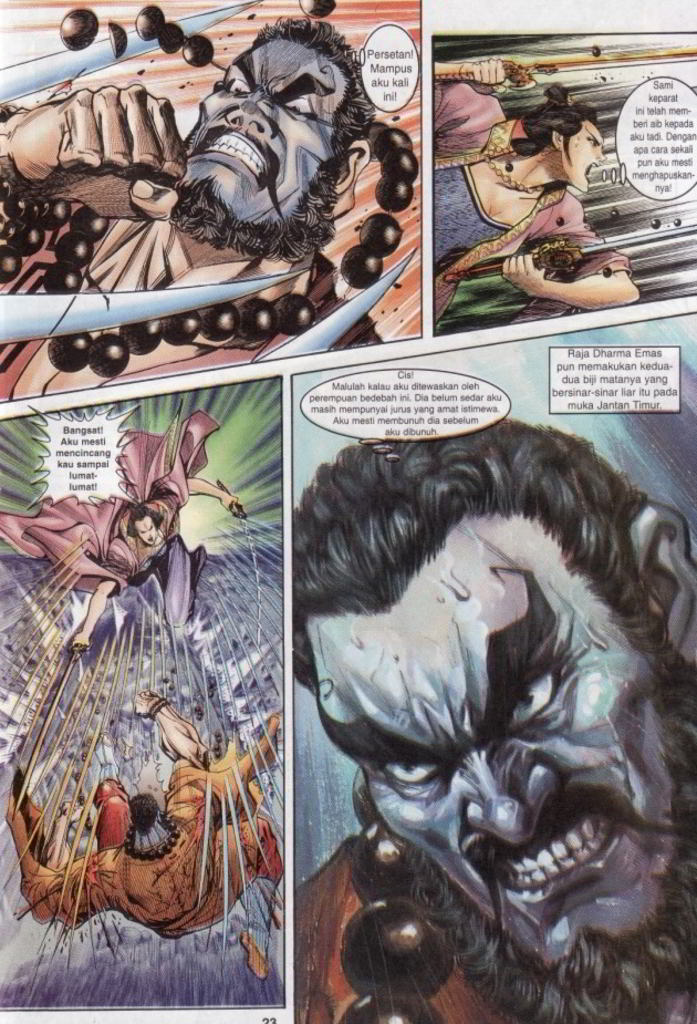 Persetan!
Mampus
aku kali
ini!
Sami
keparat
ini telah mem-
beri aib kepada
aku tadi. Dengan
apa cara sekali
pun aku mesti
menghapuskan-
nya!
Bangsat!
Aku mesti
mencincang
kau sampai
lumat-
lumat!
Cis!
Malulah kalau aku ditewaskan oleh
perempuan bedebah ini. Dia belum sedar aku
masih mempunyai jurus yang amat istimewa.
Aku mesti membunuh dia sebelum
aku dibunuh.
Raja Dharma Emas
pun memakukan kedua-
dua biji matanya yang
bersinar-sinar liar itu pada
muka Jantan Timur.
23